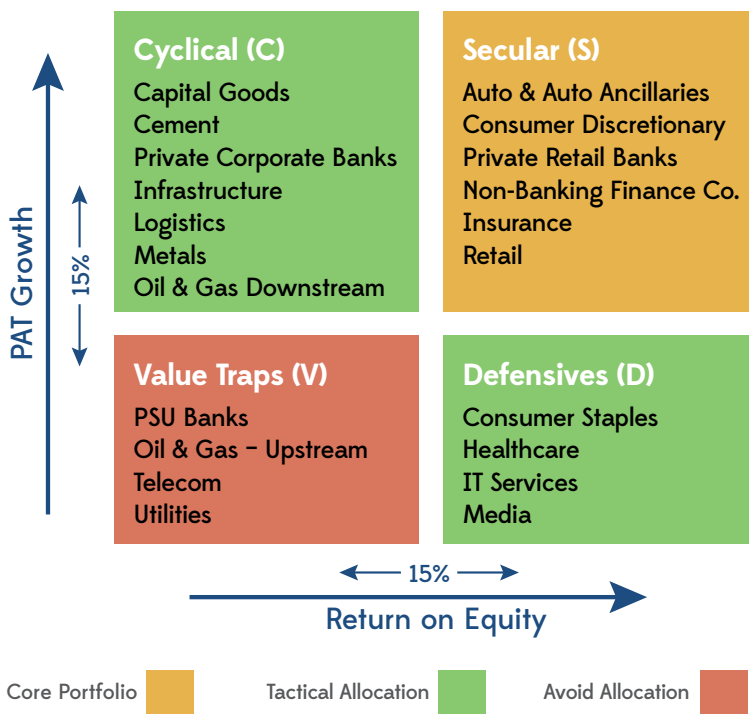 Cyclical (C)
Capital Goods
Cement
Private Corporate Banks
Infrastructure
Logistics
Metals
Oil & Gas Downstream
Secular (S)
Auto & Auto Ancillaries
Consumer Discretionary
Private Retail Banks
Non-Banking Finance Co.
Insurance
Retail
PAT Growth
15%
Value Traps (V)
PSU Banks
Oil & Gas – Upstream
Telecom
Utilities
Defensives (D)
Consumer Staples
Healthcare
IT Services
Media
15%
Return on Equity
Core Portfolio
Tactical Allocation
Avoid Allocation